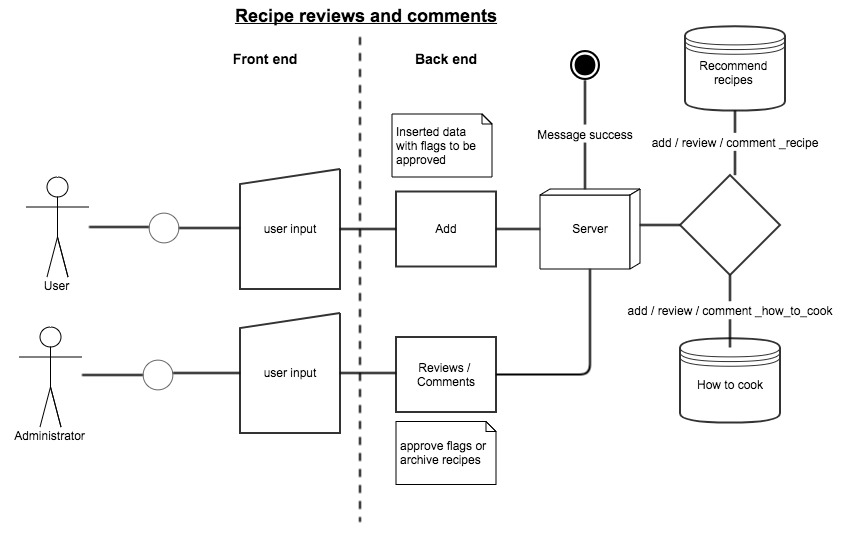 Recipe reviews and comments
Front end
Back end
Recommend
recipes
Inserted data
with flags to be
approved
Message success
add / review / comment _recipe
user input
Add
Server
User
add / review / comment _how_to_cook
user input
Reviews /
Comments
How to cook
Administrator
approve flags or
archive recipes